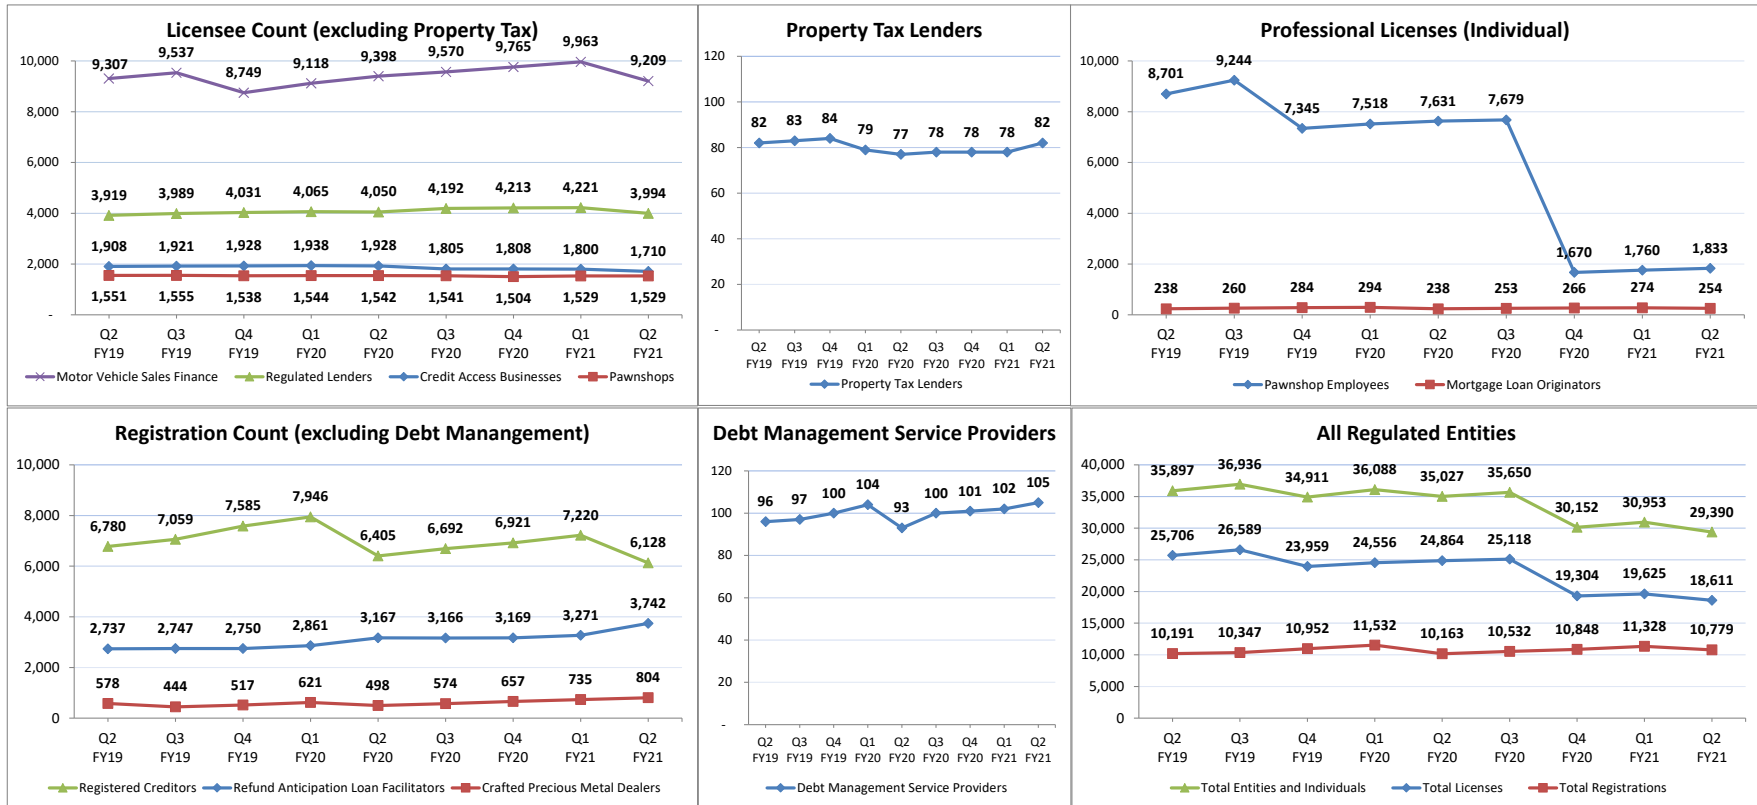 Licensee Count (excluding Property Tax)
10,000
8,000
6,000
4,000
2,000
-
9,307 9,537 8,749 9,118 9,398 9,570 9,765 9,963 9,209
3,919 3,989 4,031 4,065 4,050 4,192 4,213 4,221 3,994
1,908 1,921 1,928 1,938 1,928 1,805 1,808 1,800 1,710
1,551 1,555 1,538 1,544 1,542 1,541 1,504 1,529 1,529
Q2 Q3 Q4 Q1 Q2 Q3 Q4 Q1 Q2
FY19 FY19 FY19 FY20 FY20 FY20 FY20 FY21 FY21
Motor Vehicle Sales Finance Regulated Lenders Credit Access Businesses Pawnshops
Property Tax Lenders
120
100
80
60
40
20
-
82 83 84 79 77 78 78 78 82
Q2 Q3 Q4 Q1 Q2 Q3 Q4 Q1 Q2
FY19 FY19 FY19 FY20 FY20 FY20 FY20 FY21 FY21
Property Tax Lenders
Professional Licenses (Individual)
10,000
8,000
6,000
4,000
2,000
0
8,701 9,244 7,345 7,518 7,631 7,679 1,670 1,760 1,833
238 260 284 294 238 253 266 274 254
Q2 Q3 Q4 Q1 Q2 Q3 Q4 Q1 Q2
FY19 FY19 FY19 FY20 FY20 FY20 FY20 FY21 FY21
Pawnshop Employees Mortgage Loan Originators
Registration Count (excluding Debt Manangement)
10,000
8,000
6,000
4,000
2,000
0
6,780 7,059 7,585 7,946 6,405 6,692 6,921 7,220 6,128
2,737 2,747 2,750 2,861 3,167 3,166 3,169 3,271 3,742
578 444 517 621 498 574 657 735 804
Q2 Q3 Q4 Q1 Q2 Q3 Q4 Q1 Q2
FY19 FY19 FY19 FY20 FY20 FY20 FY20 FY21 FY21
Registered Creditors Refund Anticipation Loan Facilitators Crafted Precious Metal Dealers
Debt Management Service Providers
120
100
80
60
40
20
-
96 97 100 104 93 100 101 102 105
Q2 Q3 Q4 Q1 Q2 Q3 Q4 Q1 Q2
FY19 FY19 FY19 FY20 FY20 FY20 FY20 FY21 FY21
Debt Management Service Providers
All Regulated Entities
40,000
35,000
30,000
25,000
20,000
15,000
10,000
5,000
0
35,897 36,936 34,911 36,088 35,027 35,650 30,152 30,953 29,390
25,706 26,589 23,959 24,556 24,864 25,118 19,304 19,625 18,611
10,191 10,347 10,952 11,532 10,163 10,532 10,848 11,328 10,779
Q2 Q3 Q4 Q1 Q2 Q3 Q4 Q1 Q2
FY19 FY19 FY19 FY20 FY20 FY20 FY20 FY21 FY21
Total Entities and Individuals Total Licenses Total Registrations